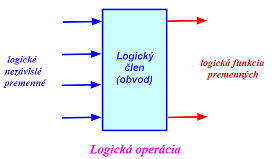 logické
nezávislé
premenné
Logický
člen
(obvod)
logická funkcia
premenných
Logická operácia